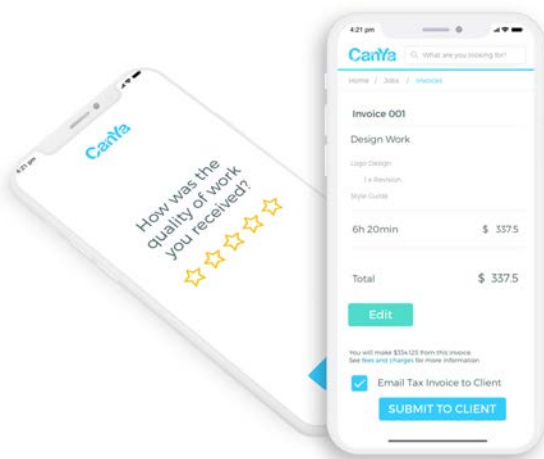 4:21 pm
CanYa
How was the
quality of work
you received?
4:21 pm
CanYa
What are you looking for?
Home / Jobs / Invoices
Invoice 001
Design Work
Logo Design
1 x Revision
Style Guide
6h 20min $ 337.5
Total $ 337.5
Edit
You will make $334.125 from this invoice.
See fees and charges for more information
Email Tax Invoice to Client
SUBMIT TO CLIENT